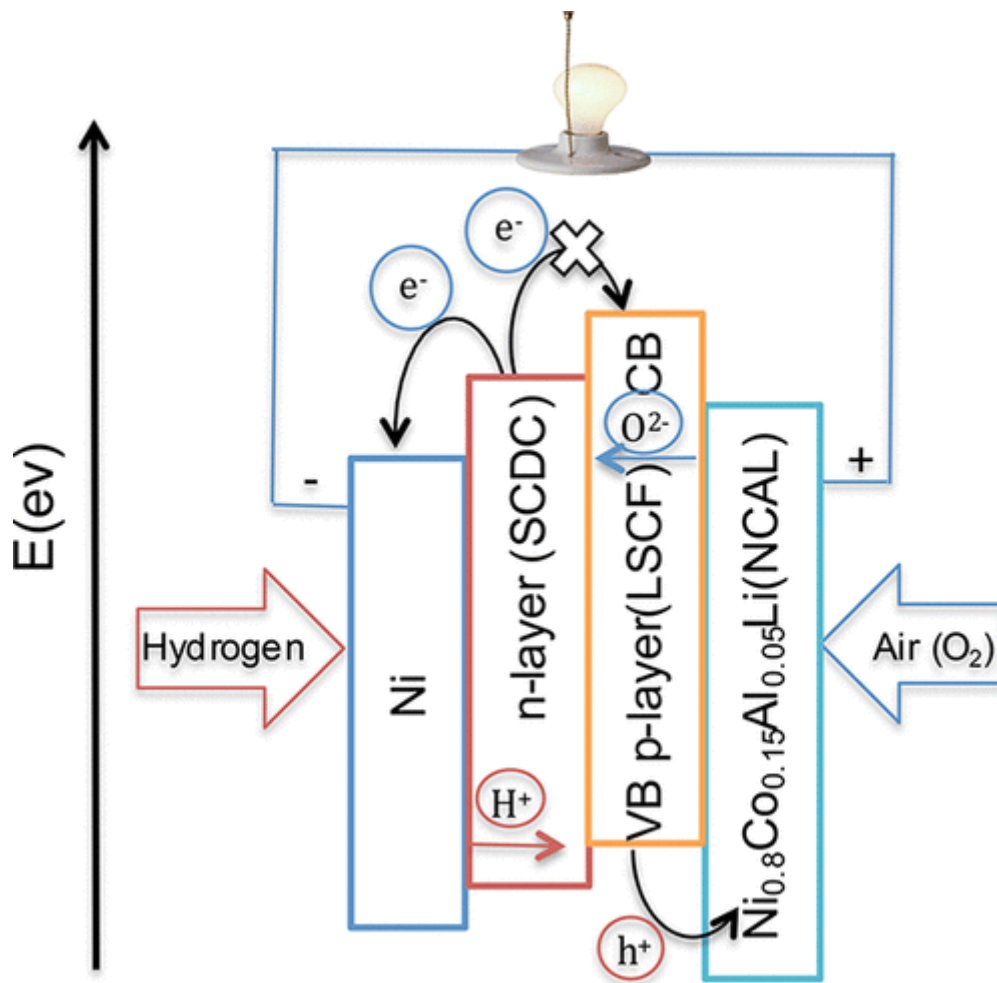 e⁻
e⁻
E(ev)
-
+
CB
O²⁻
n-layer (SCDC)
VB p-layer(LSCF)
Ni₀.₈Co₀.₁₅Al₀.₀₅Li(NCAL)
Hydrogen
Ni
Air (O₂)
H⁺
h⁺